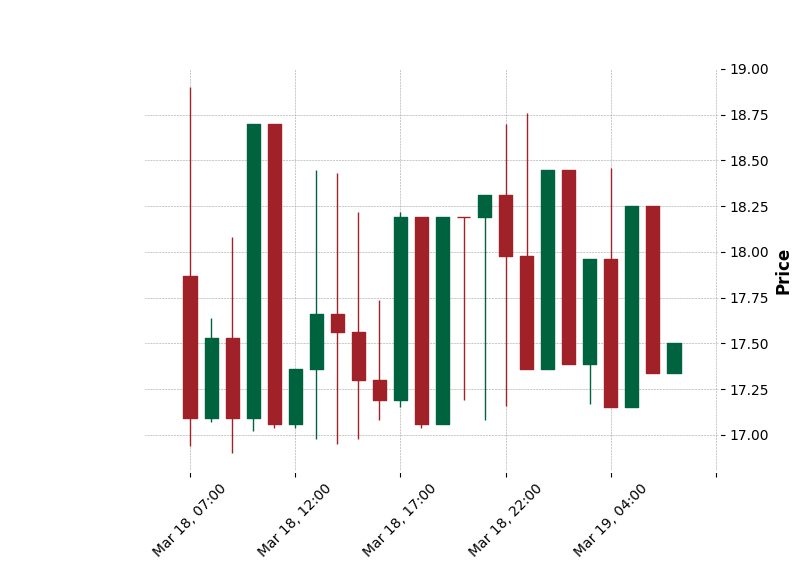 19.00
18.75
18.50
18.25
18.00
17.75
17.50
17.25
17.00
Price
Mar 18, 07:00
Mar 18, 12:00
Mar 18, 17:00
Mar 18, 22:00
Mar 19, 04:00